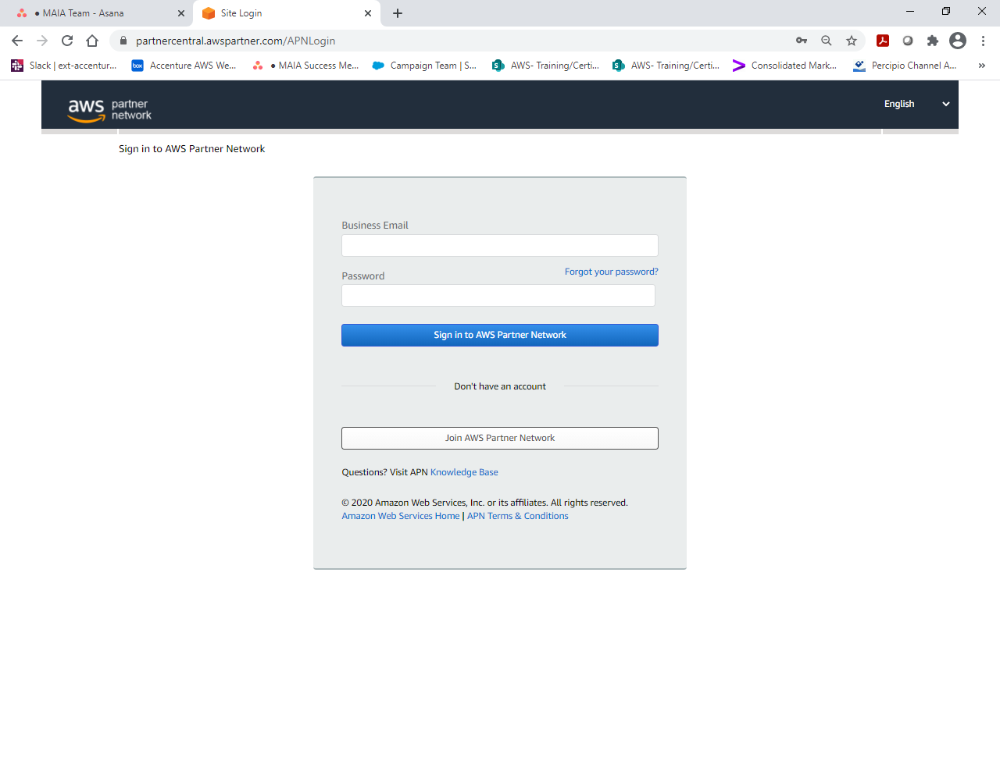 ● MAIA Team - Asana
Site Login
partnercentral.awspartner.com/APNLogin
Slack | ext-accentur...
box
Accenture AWS We...
● MAIA Success Me...
Campaign Team | S...
S
AWS- Training/Certi...
S
AWS- Training/Certi...
Consolidated Mark...
Percipio Channel A...
»
aws partner
network
English
Sign in to AWS Partner Network
Business Email
Forgot your password?
Password
Sign in to AWS Partner Network
Don't have an account
Join AWS Partner Network
Questions? Visit APN Knowledge Base
© 2020 Amazon Web Services, Inc. or its affiliates. All rights reserved.
Amazon Web Services Home | APN Terms & Conditions